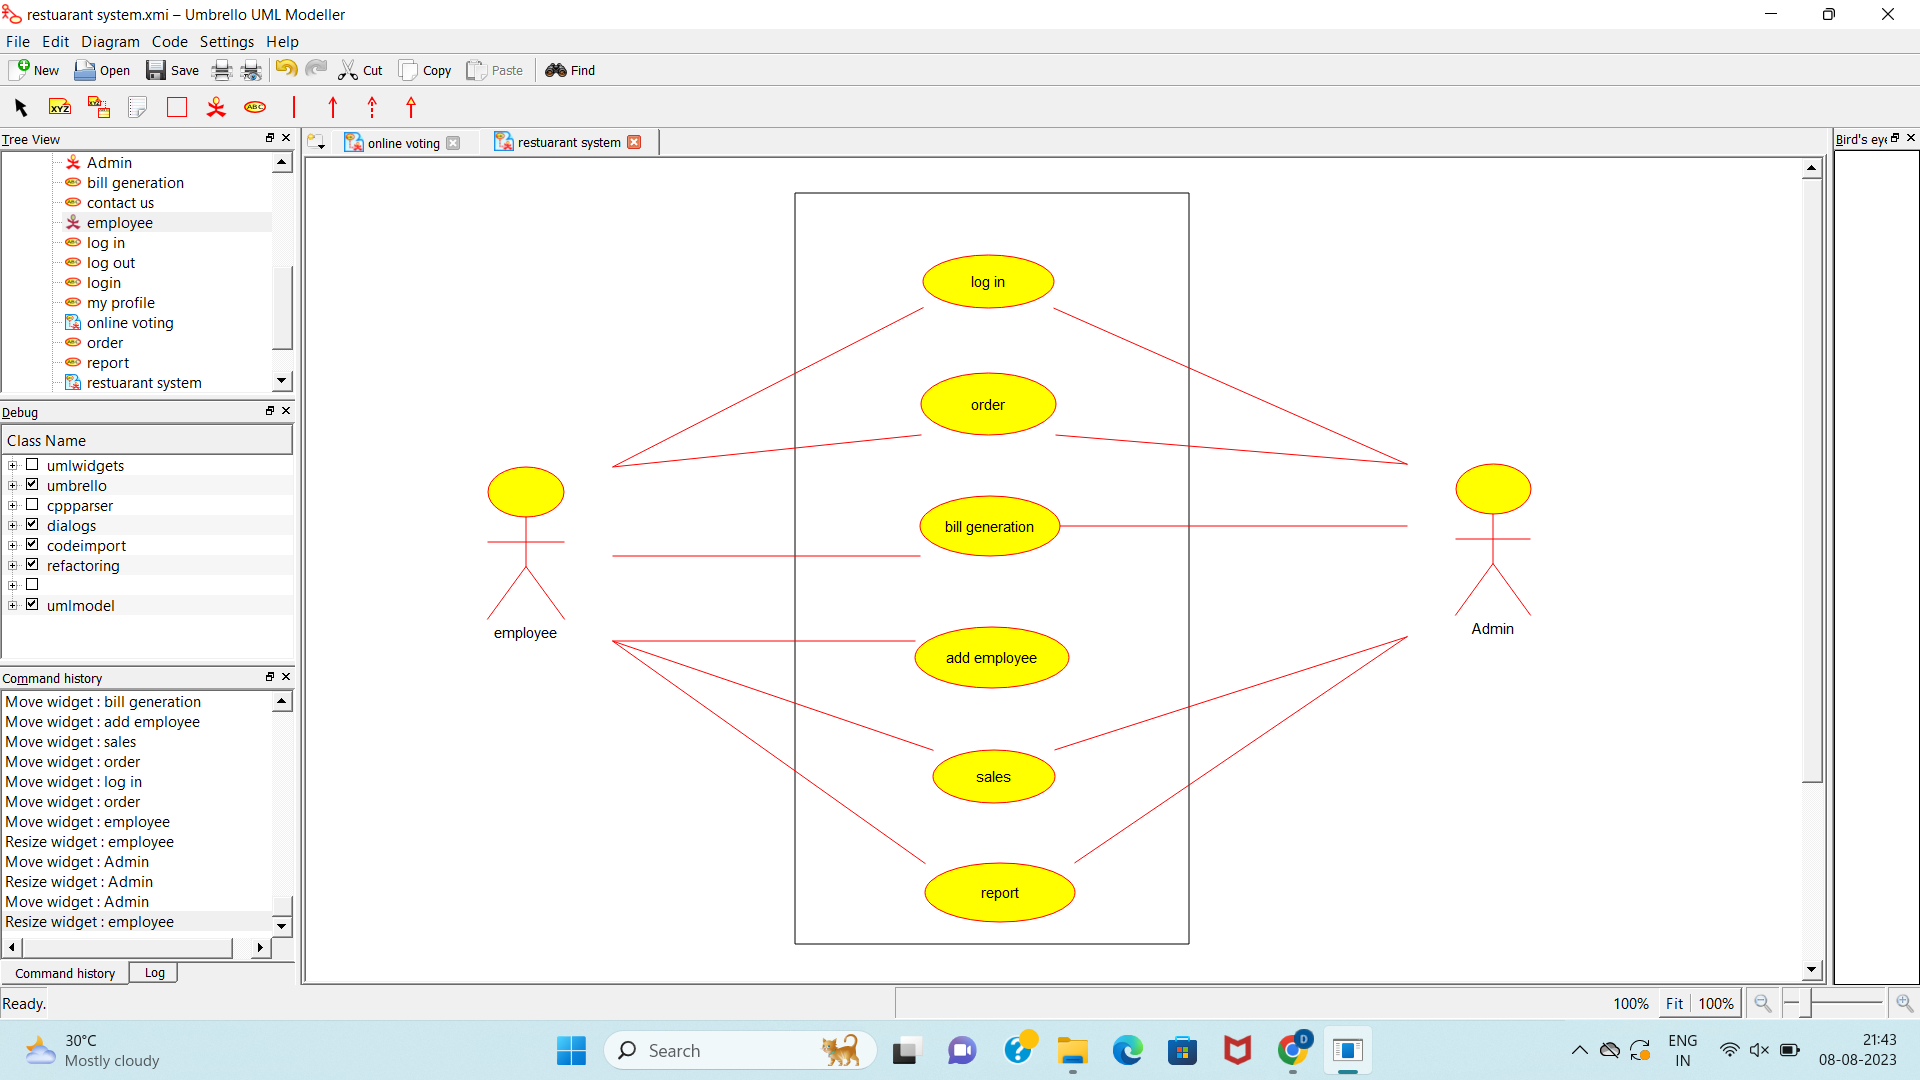 restuarant system.xmi – Umbrello UML Modeller
File Edit Diagram Code Settings Help
New Open Save Cut Copy Paste Find
XYZ XYZ ABC
Tree View
Admin
bill generation
contact us
employee
log in
log out
login
my profile
online voting
order
report
restuarant system
Debug
Class Name
umlwidgets
umbrello
cppparser
dialogs
codeimport
refactoring
umlmodel
Command history
Move widget : bill generation
Move widget : add employee
Move widget : sales
Move widget : order
Move widget : log in
Move widget : order
Move widget : employee
Resize widget : employee
Move widget : Admin
Resize widget : Admin
Move widget : Admin
Resize widget : employee
Command history Log
online voting restuarant system
log in
order
bill generation
add employee
sales
report
employee
Admin
Bird's eye
Ready.
100% Fit 100%
30°C
Mostly cloudy
Search
D
ENG
IN
21:43
08-08-2023